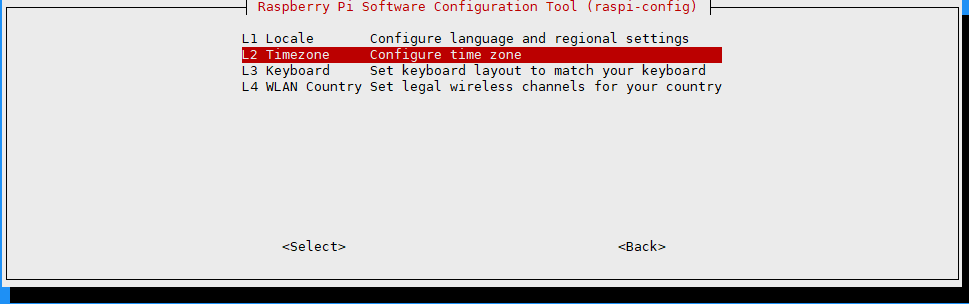 Raspberry Pi Software Configuration Tool (raspi-config)
L1 Locale Configure language and regional settings
L2 Timezone Configure time zone
L3 Keyboard Set keyboard layout to match your keyboard
L4 WLAN Country Set legal wireless channels for your country
<Select> <Back>